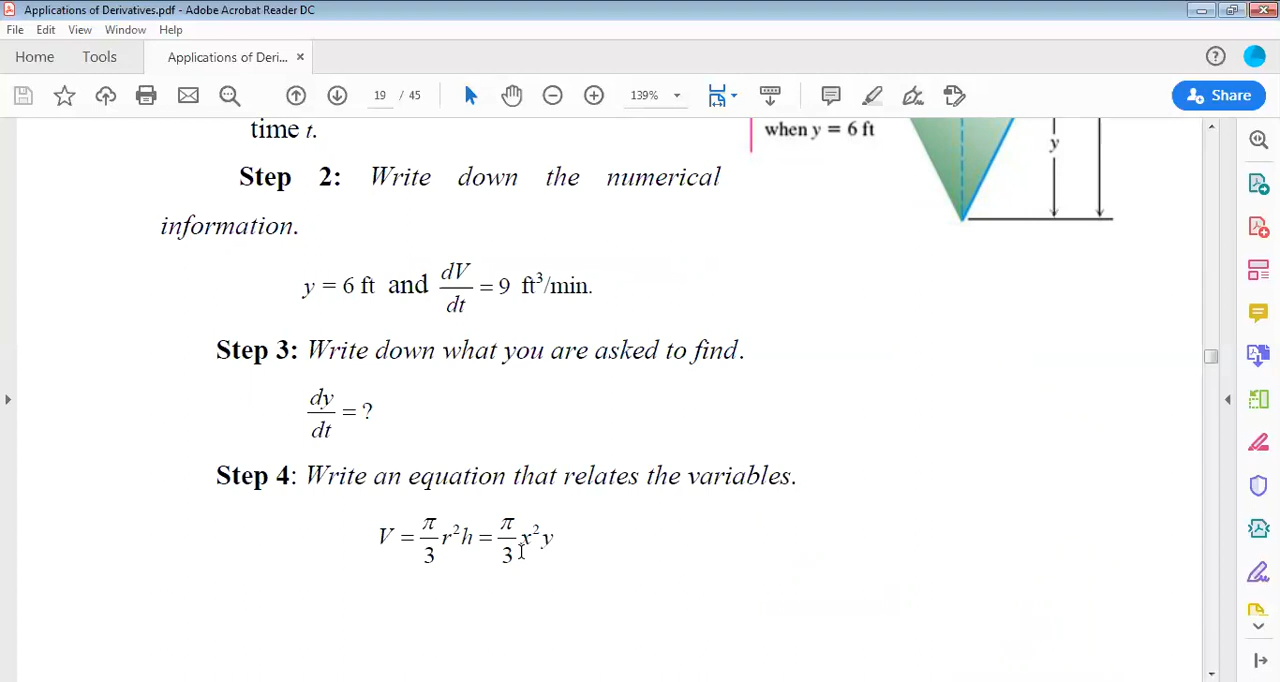 Applications of Derivatives.pdf - Adobe Acrobat Reader DC
File Edit View Window Help
Home Tools Applications of Deri... ×
19 / 45 139% Share
time t.
when y = 6 ft
y
Step 2: Write down the numerical
information.
y = 6 ft and dV/dt = 9 ft³/min.
Step 3: Write down what you are asked to find.
dy/dt = ?
Step 4: Write an equation that relates the variables.
V = π/3 r²h = π/3 x²y